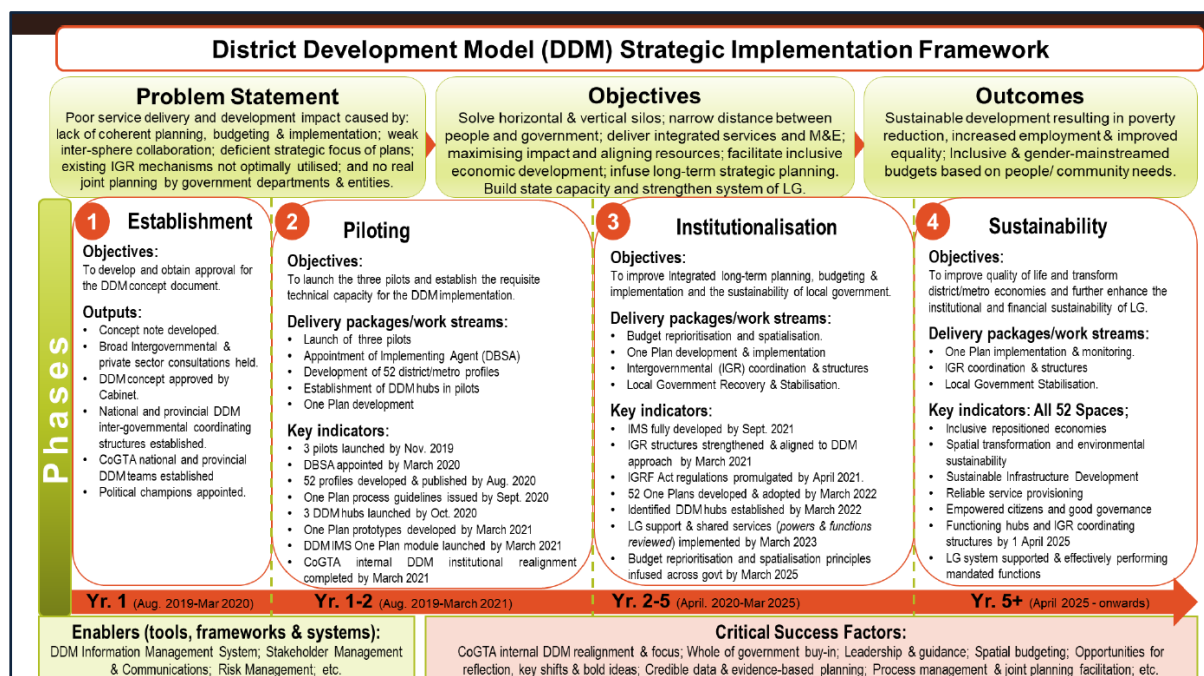 District Development Model (DDM) Strategic Implementation Framework
Problem Statement
Poor service delivery and development impact caused by:
lack of coherent planning, budgeting & implementation; weak
inter-sphere collaboration; deficient strategic focus of plans;
existing IGR mechanisms not optimally utilised; and no real
joint planning by government departments & entities.
Objectives
Solve horizontal & vertical silos; narrow distance between
people and government; deliver integrated services and M&E;
maximising impact and aligning resources; facilitate inclusive
economic development; infuse long-term strategic planning.
Build state capacity and strengthen system of LG.
Outcomes
Sustainable development resulting in poverty
reduction, increased employment & improved
equality; Inclusive & gender-mainstreamed
budgets based on people/ community needs.
Phases
1 Establishment
Objectives:
To develop and obtain approval for
the DDM concept document.
Outputs:
• Concept note developed.
• Broad Intergovernmental &
private sector consultations held.
• DDM concept approved by
Cabinet.
• National and provincial DDM
inter-governmental coordinating
structures established.
• CoGTA national and provincial
DDM teams established
• Political champions appointed.
2 Piloting
Objectives:
To launch the three pilots and establish the requisite
technical capacity for the DDM implementation.
Delivery packages/work streams:
• Launch of three pilots
• Appointment of Implementing Agent (DBSA)
• Development of 52 district/metro profiles
• Establishment of DDM hubs in pilots
• One Plan development
Key indicators:
• 3 pilots launched by Nov. 2019
• DBSA appointed by March 2020
• 52 profiles developed & published by Aug. 2020
• One Plan process guidelines issued by Sept. 2020
• 3 DDM hubs launched by Oct. 2020
• One Plan prototypes developed by March 2021
• DDM IMS One Plan module launched by March 2021
• CoGTA internal DDM institutional realignment
completed by March 2021
3 Institutionalisation
Objectives:
To improve Integrated long-term planning, budgeting &
implementation and the sustainability of local government.
Delivery packages/work streams:
• Budget reprioritisation and spatialisation.
• One Plan development & implementation
• Intergovernmental (IGR) coordination & structures
• Local Government Recovery & Stabilisation.
Key indicators:
• IMS fully developed by Sept. 2021
• IGR structures strengthened & aligned to DDM
approach by March 2021
• IGRF Act regulations promulgated by April 2021.
• 52 One Plans developed & adopted by March 2022
• Identified DDM hubs established by March 2022
• LG support & shared services (powers & functions
reviewed) implemented by March 2023
• Budget reprioritisation and spatialisation principles
infused across govt by March 2025
4 Sustainability
Objectives:
To improve quality of life and transform
district/metro economies and further enhance the
institutional and financial sustainability of LG.
Delivery packages/work streams:
• One Plan implementation & monitoring.
• IGR coordination & structures
• Local Government Stabilisation.
Key indicators: All 52 Spaces;
• Inclusive repositioned economies
• Spatial transformation and environmental
sustainability
• Sustainable Infrastructure Development
• Reliable service provisioning
• Empowered citizens and good governance
• Functioning hubs and IGR coordinating
structures by 1 April 2025
• LG system supported & effectively performing
mandated functions
Yr. 1 (Aug. 2019-Mar 2020)
Yr. 1-2 (Aug. 2019-March 2021)
Yr. 2-5 (April. 2020-Mar 2025)
Yr. 5+ (April 2025 - onwards)
Enablers (tools, frameworks & systems):
DDM Information Management System; Stakeholder Management
& Communications; Risk Management; etc.
Critical Success Factors:
CoGTA internal DDM realignment & focus; Whole of government buy-in; Leadership & guidance; Spatial budgeting; Opportunities for
reflection, key shifts & bold ideas; Credible data & evidence-based planning; Process management & joint planning facilitation; etc.